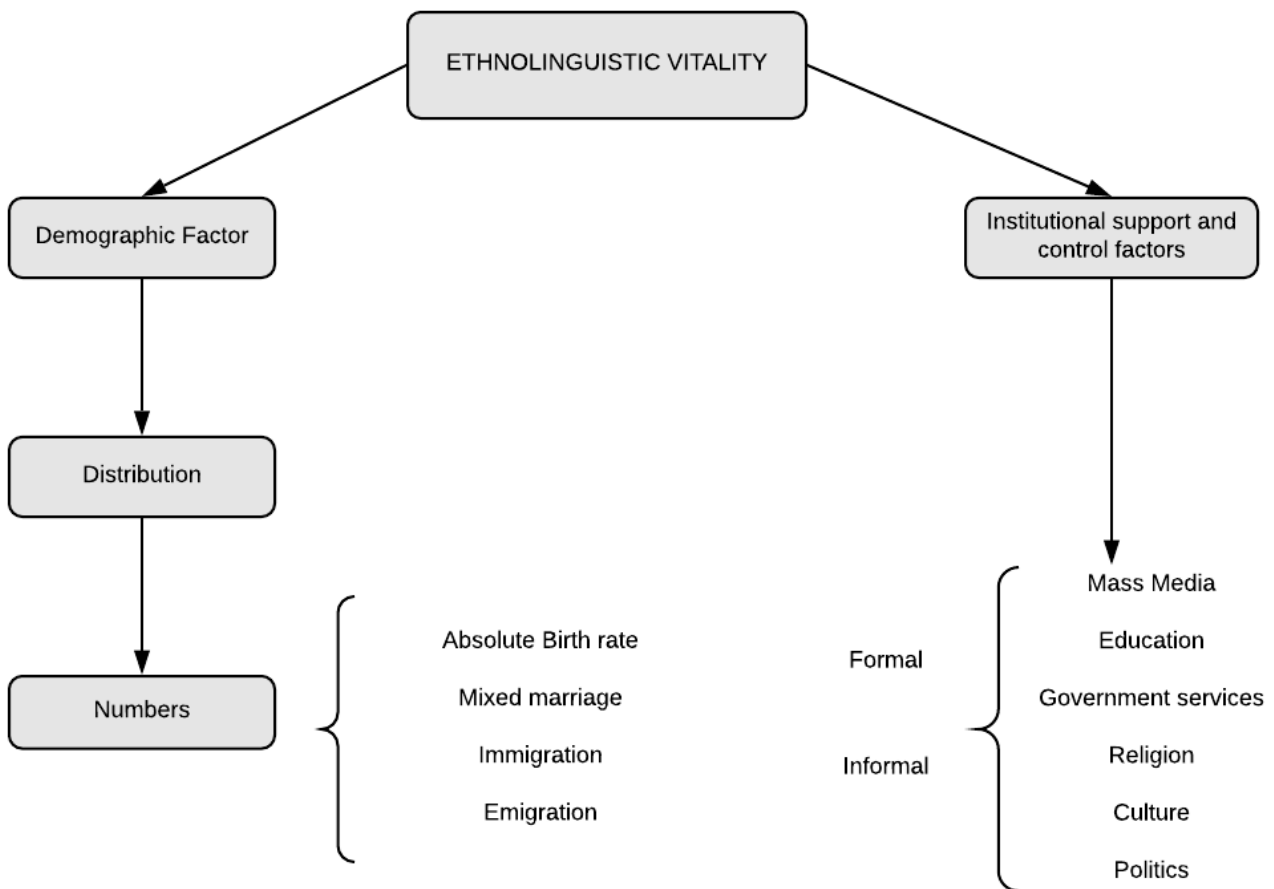 ETHNOLINGUISTIC VITALITY
Demographic Factor
Institutional support and
control factors
Distribution
Numbers
Absolute Birth rate
Mixed marriage
Immigration
Emigration
Formal
Informal
Mass Media
Education
Government services
Religion
Culture
Politics